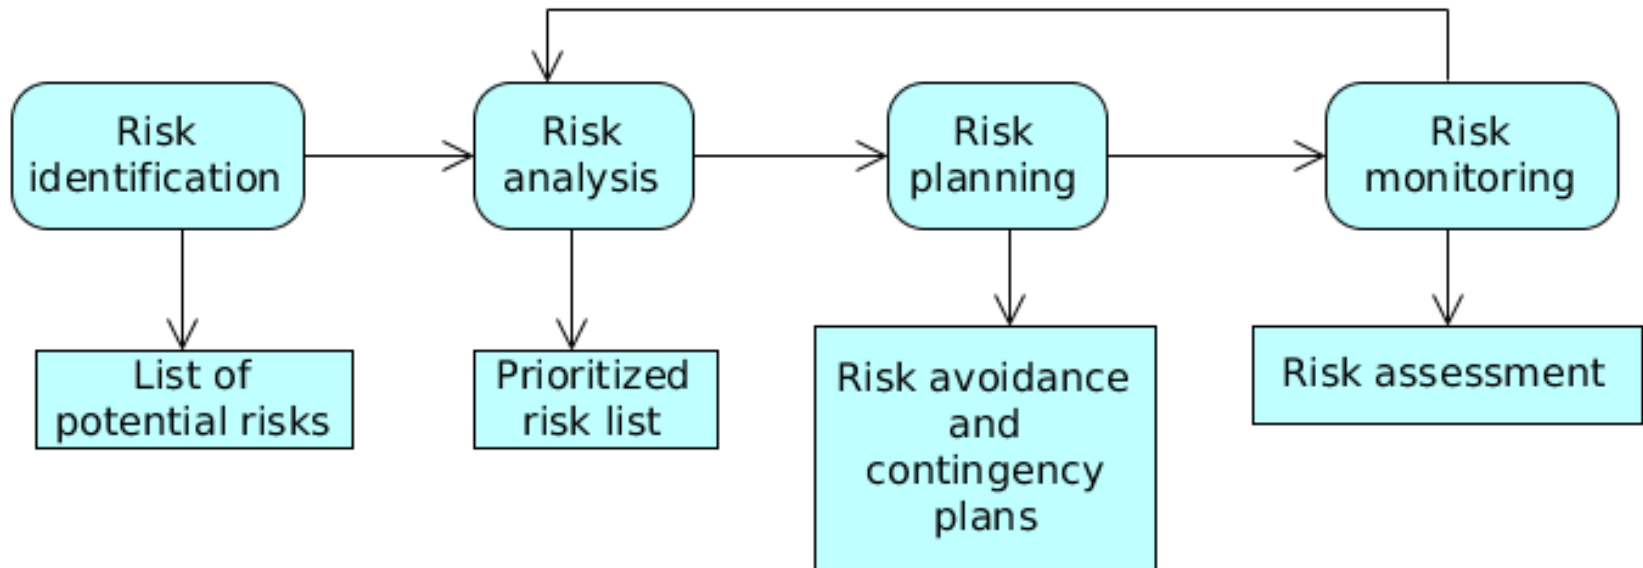 Risk
identification
Risk
analysis
Risk
planning
Risk
monitoring
List of
potential risks
Prioritized
risk list
Risk avoidance
and
contingency
plans
Risk assessment